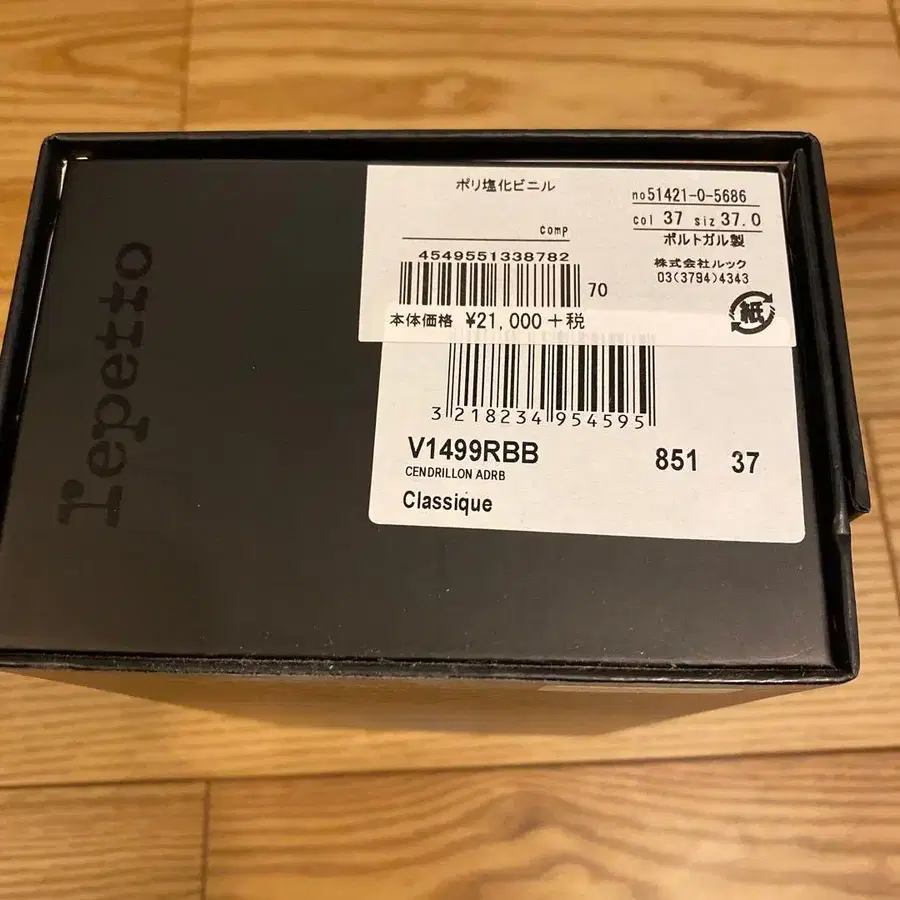 repetto
ポリ塩化ビニル
comp
4549551338782
70
本体価格 ¥21,000+税
no51421-0-5686
col 37 siz 37.0
ポルトガル製
株式会社ルック
03(3794)4343
紙
3 218234 954595
V1499RBB 851 37
CENDRILLON ADRB
Classique